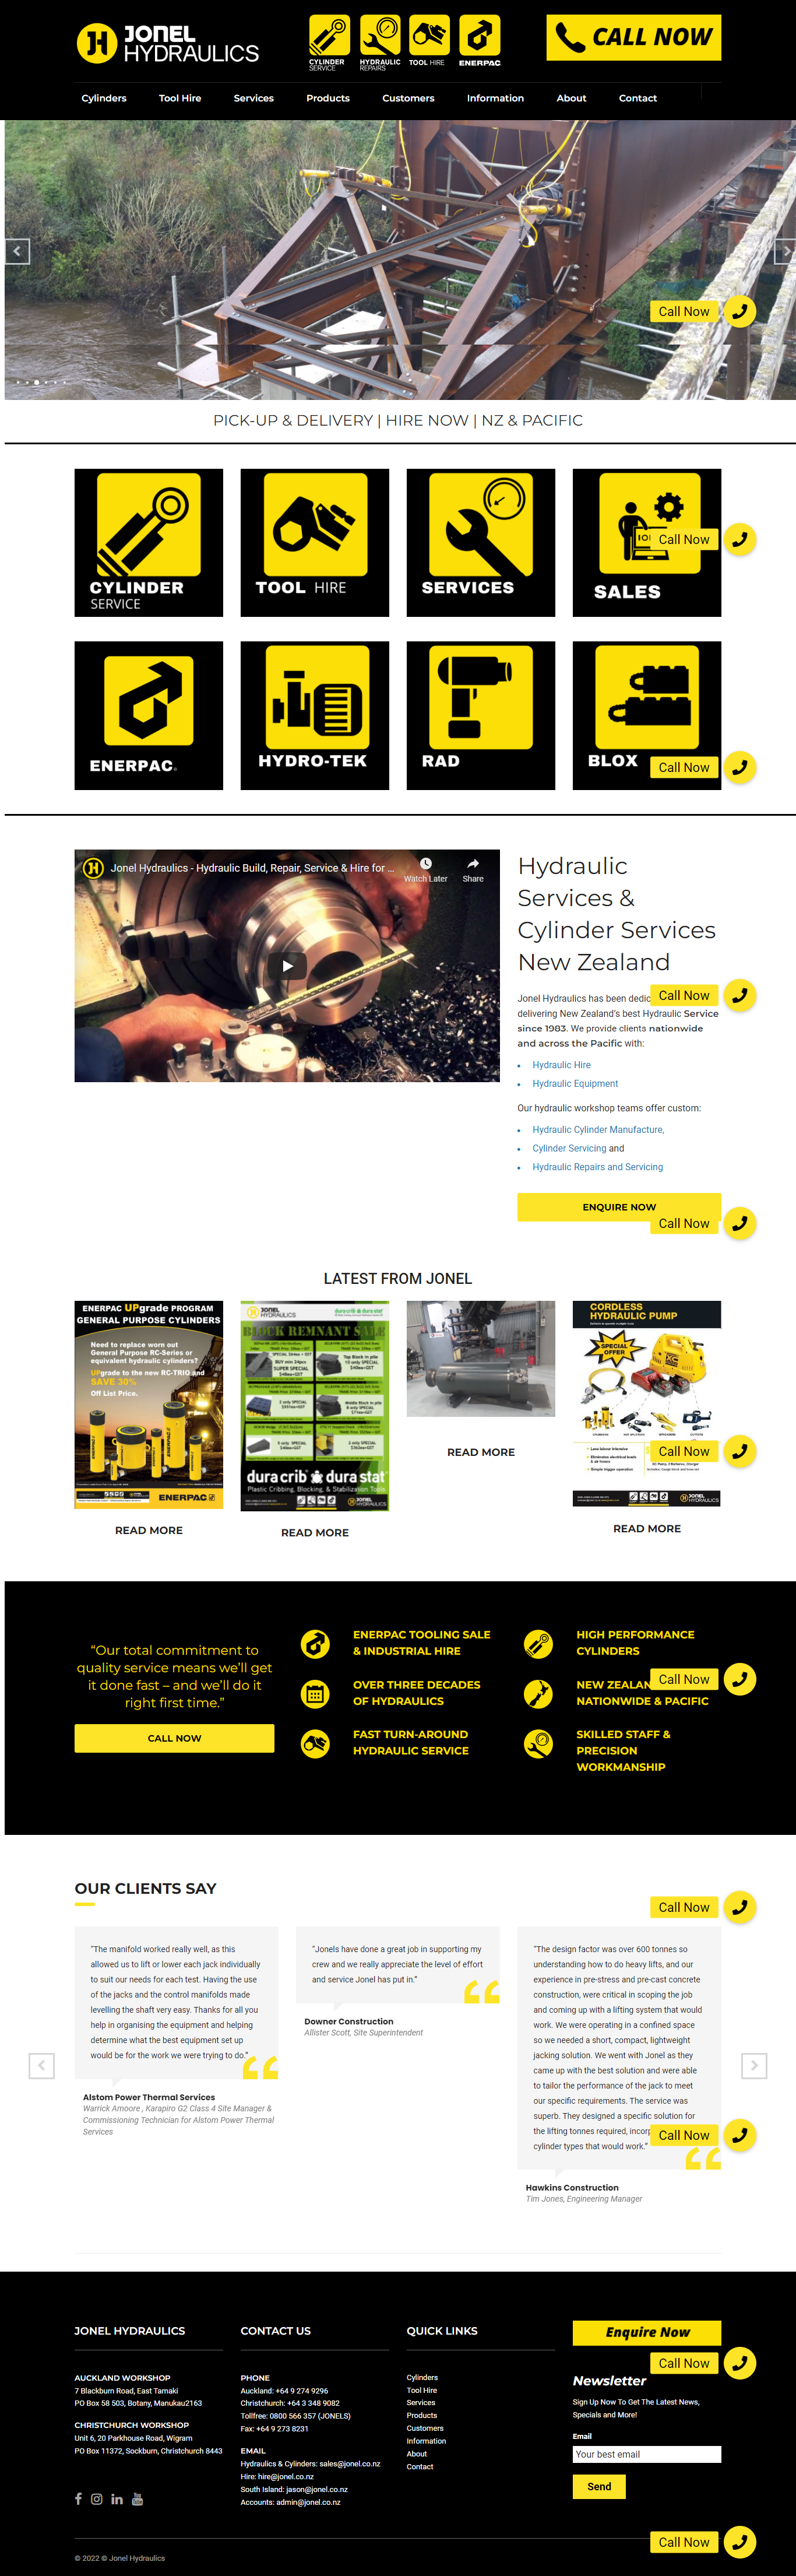 JONEL
HYDRAULICS
CYLINDER
SERVICE
HYDRAULIC
REPAIRS
TOOL HIRE
ENERPAC
CALL NOW
Cylinders
Tool Hire
Services
Products
Customers
Information
About
Contact
Call Now
PICK-UP & DELIVERY | HIRE NOW | NZ & PACIFIC
CYLINDER
SERVICE
TOOL HIRE
SERVICES
SALES
Call Now
ENERPAC
HYDRO-TEK
RAD
BLOX
Call Now
Jonel Hydraulics - Hydraulic Build, Repair, Service & Hire for ...
Watch Later
Share
Hydraulic
Services &
Cylinder Services
New Zealand
Jonel Hydraulics has been
Call Now
delivering New Zealand's best Hydraulic Service
since 1983. We provide clients nationwide
and across the Pacific with:
Hydraulic Hire
Hydraulic Equipment
Our hydraulic workshop teams offer custom:
Hydraulic Cylinder Manufacture,
Cylinder Servicing and
Hydraulic Repairs and Servicing
ENQUIRE NOW
Call Now
LATEST FROM JONEL
ENERPAC UPgrade PROGRAM
GENERAL PURPOSE CYLINDERS
Need to replace worn out
General Purpose RC-Series or
equivalent hydraulic cylinders?
UPgrade to the new RC-TRIO and
SAVE 30%
Off List Price.
ENERPAC
READ MORE
JONEL
HYDRAULICS
dura crib dura stat
BLOCK REMNANT SALE
dura crib dura stat
Plastic Cribbing, Blocking, & Stabilization Tools
READ MORE
READ MORE
CORDLESS
HYDRAULIC PUMP
SPECIAL
OFFER
Call Now
JONEL
HYDRAULICS
READ MORE
“Our total commitment to
quality service means we’ll get
it done fast – and we’ll do it
right first time.”
CALL NOW
ENERPAC TOOLING SALE
& INDUSTRIAL HIRE
OVER THREE DECADES
OF HYDRAULICS
FAST TURN-AROUND
HYDRAULIC SERVICE
HIGH PERFORMANCE
CYLINDERS
NEW
Call Now
NATIONWIDE & PACIFIC
SKILLED STAFF &
PRECISION
WORKMANSHIP
OUR CLIENTS SAY
Call Now
“The manifold worked really well, as this
allowed us to lift or lower each jack individually
to suit our needs for each test. Having the use
of the jacks and the control manifolds made
levelling the shaft very easy. Thanks for all you
help in organising the equipment and helping
determine what the best equipment set up
would be for the work we were trying to do.”
Alstom Power Thermal Services
Warrick Amoore , Karapiro G2 Class 4 Site Manager &
Commissioning Technician for Alstom Power Thermal
Services
“Jonels have done a great job in supporting my
crew and we really appreciate the level of effort
and service Jonel has put in.”
Downer Construction
Allister Scott, Site Superintendent
“The design factor was over 600 tonnes so
understanding how to do heavy lifts, and our
experience in pre-stress and pre-cast concrete
construction, were critical in scoping the job
and coming up with a lifting system that would
work. We were operating in a confined space
so we needed a short, compact, lightweight
jacking solution. We went with Jonel as they
came up with the best solution and were able
to tailor the performance of the jack to meet
our specific requirements. The service was
superb. They designed a specific solution for
the lifting tonnes required,
Call Now
cylinder types that would work.”
Hawkins Construction
Tim Jones, Engineering Manager
JONEL HYDRAULICS
AUCKLAND WORKSHOP
7 Blackburn Road, East Tamaki
PO Box 58 503, Botany, Manukau2163
CHRISTCHURCH WORKSHOP
Unit 6, 20 Parkhouse Road, Wigram
PO Box 11372, Sockburn, Christchurch 8443
CONTACT US
PHONE
Auckland: +64 9 274 9296
Christchurch: +64 3 348 9082
Tollfree: 0800 566 357 (JONELS)
Fax: +64 9 273 8231
EMAIL
Hydraulics & Cylinders: sales@jonel.co.nz
Hire: hire@jonel.co.nz
South Island: jason@jonel.co.nz
Accounts: admin@jonel.co.nz
QUICK LINKS
Cylinders
Tool Hire
Services
Products
Customers
Information
About
Contact
Enquire Now
Call Now
Newsletter
Sign Up Now To Get The Latest News,
Specials and More!
Email
Your best email
Send
Call Now
© 2022 © Jonel Hydraulics